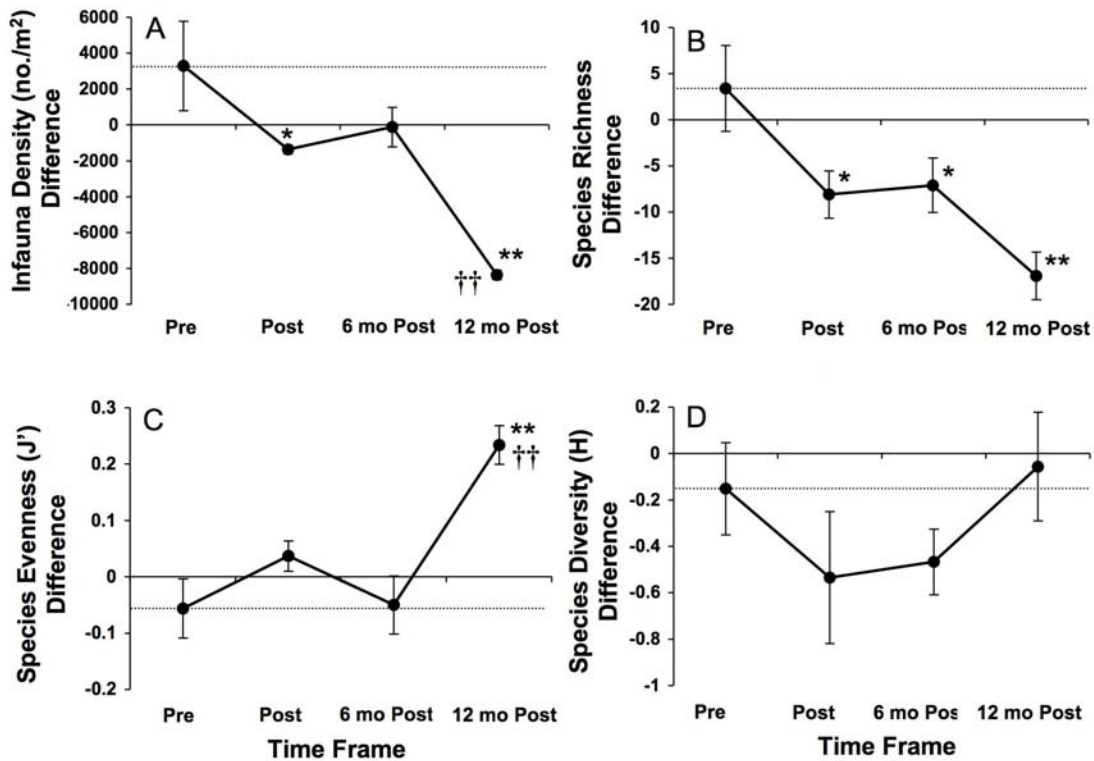 A
Infauna Density (no./m²)
Difference
6000
4000
2000
0
-2000
-4000
-6000
-8000
-10000
*
**
††
Pre
Post
6 mo Post
12 mo Post
B
Species Richness
Difference
10
5
0
-5
-10
-15
-20
*
*
**
Pre
Post
6 mo Pos
12 mo Post
C
Species Evenness (J')
Difference
0.3
0.2
0.1
0
-0.1
-0.2
**
††
Pre
Post
6 mo Post
12 mo Post
Time Frame
D
Species Diversity (H)
Difference
0.2
0
-0.2
-0.4
-0.6
-0.8
-1
Pre
Post
6 mo Pos
12 mo Post
Time Frame